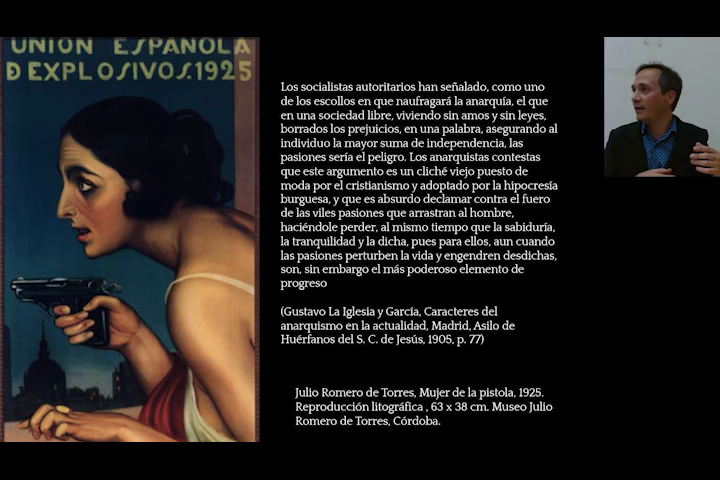 UNION ESPAÑOLA
D EXPLOSIVOS.1925
Los socialistas autoritarios han señalado, como uno
de los escollos en que naufragará la anarquía, el que
en una sociedad libre, viviendo sin amos y sin leyes,
borrados los prejuicios, en una palabra, asegurando al
individuo la mayor suma de independencia, las
pasiones sería el peligro. Los anarquistas contestas
que este argumento es un cliché viejo puesto de
moda por el cristianismo y adoptado por la hipocresía
burguesa, y que es absurdo declamar contra el fuero
de las viles pasiones que arrastran al hombre,
haciéndole perder, al mismo tiempo que la sabiduría,
la tranquilidad y la dicha, pues para ellos, aun cuando
las pasiones perturben la vida y engendren desdichas,
son, sin embargo el más poderoso elemento de
progreso
(Gustavo La Iglesia y García, Caracteres del
anarquismo en la actualidad, Madrid, Asilo de
Huérfanos del S. C. de Jesús, 1905, p. 77)
Julio Romero de Torres, Mujer de la pistola, 1925.
Reproducción litográfica , 63 x 38 cm. Museo Julio
Romero de Torres, Córdoba.